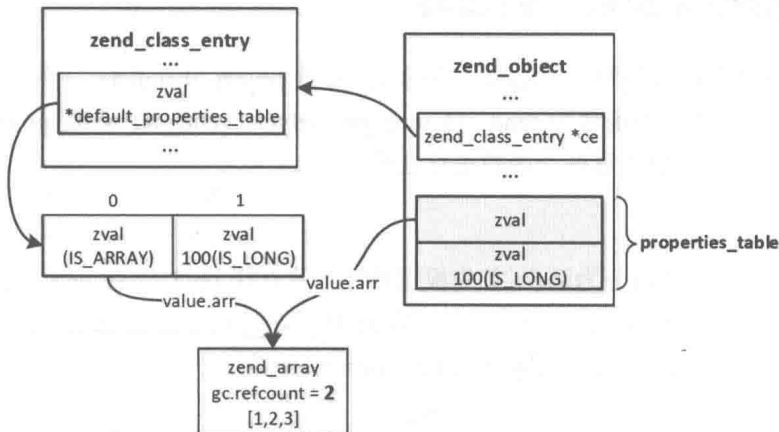 zend_class_entry
...
zval
*default_properties_table
...
0 1
zval
(IS_ARRAY)
zval
100(IS_LONG)
value.arr
zend_object
...
zend_class_entry *ce
...
zval
zval
100(IS_LONG)
properties_table
value.arr
zend_array
gc.refcount = 2
[1,2,3]